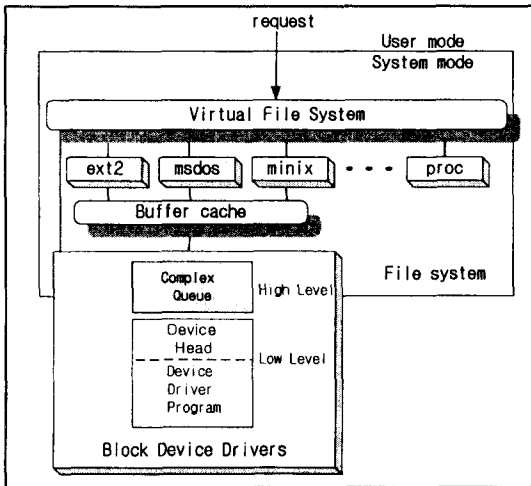 request
User mode
System mode
Virtual File System
ext2 msdos minix proc
Buffer cache
File system
Complex
Queue
High Level
Device
Head
Low Level
Device
Driver
Program
Block Device Drivers